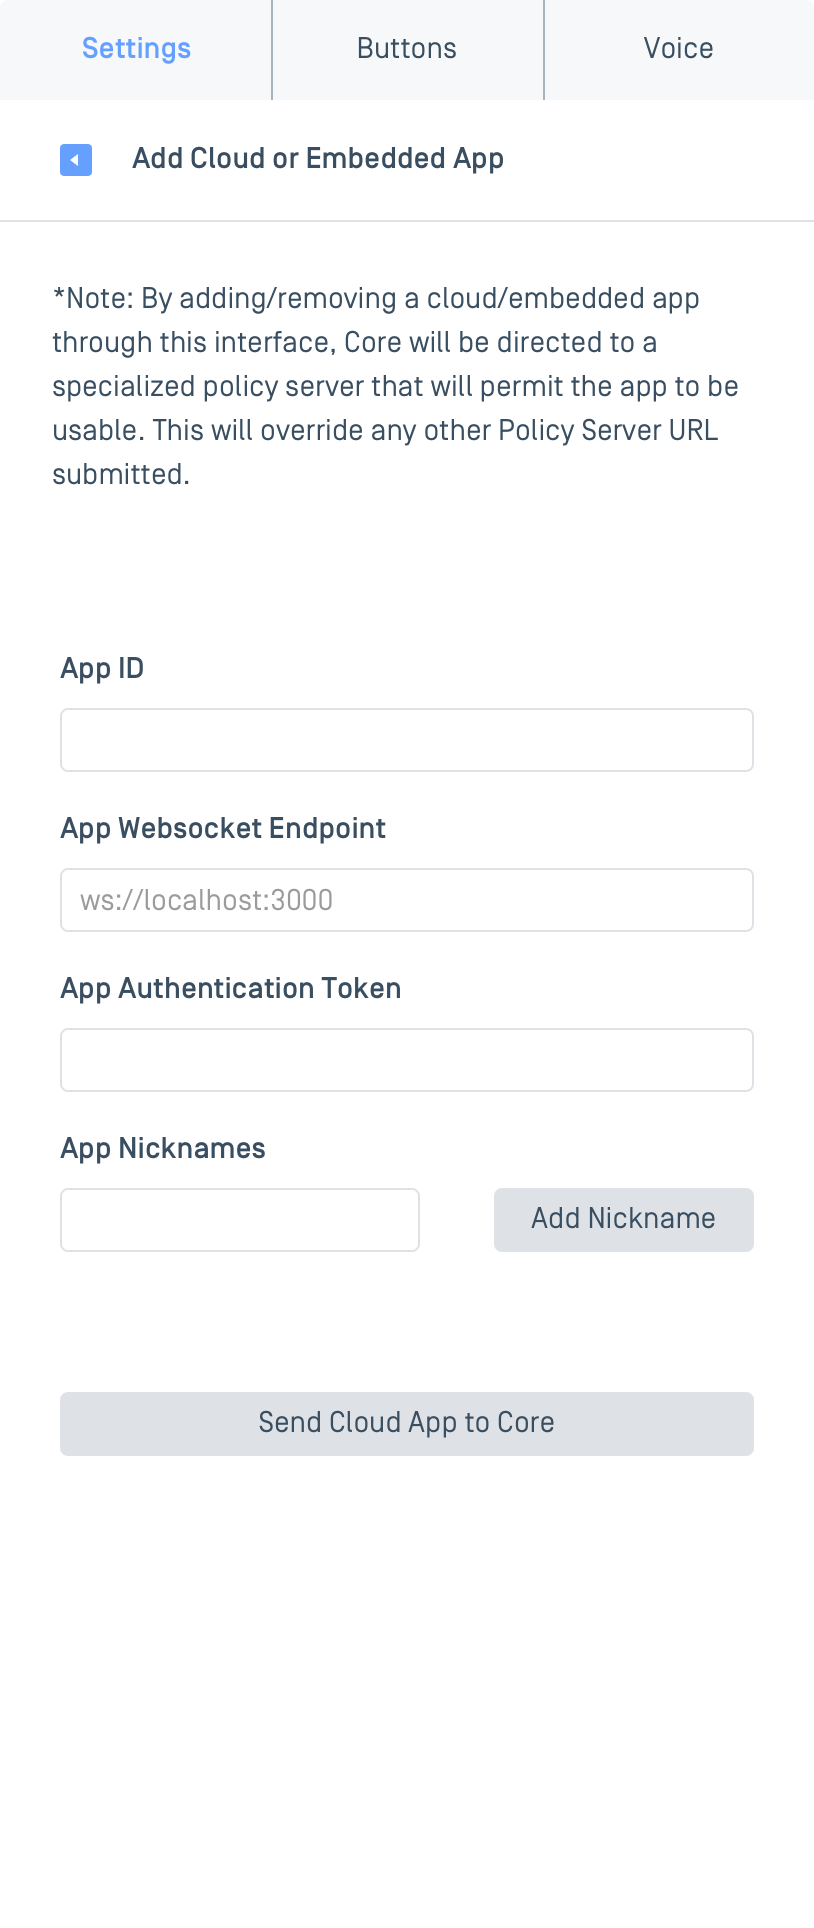 Settings
Buttons
Voice
Add Cloud or Embedded App
*Note: By adding/removing a cloud/embedded app
through this interface, Core will be directed to a
specialized policy server that will permit the app to be
usable. This will override any other Policy Server URL
submitted.
App ID
App Websocket Endpoint
ws://localhost:3000
App Authentication Token
App Nicknames
Add Nickname
Send Cloud App to Core